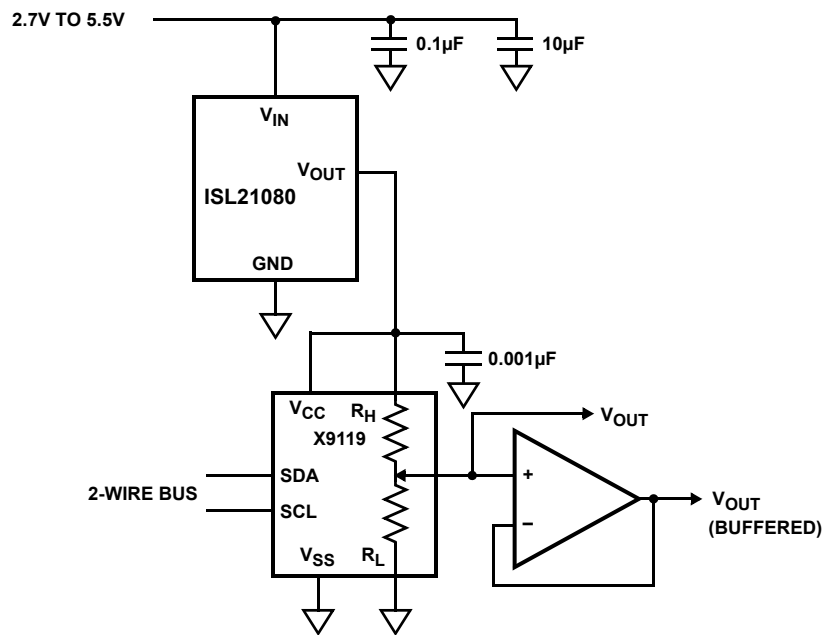 2.7V TO 5.5V
0.1µF
10µF
VIN
VOUT
ISL21080
GND
0.001µF
VCC
RH
X9119
VOUT
SDA
+
2-WIRE BUS
SCL
−
VOUT
(BUFFERED)
VSS
RL